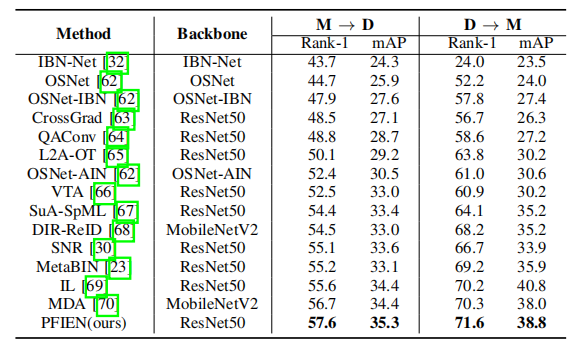 Method Backbone M → D D → M
Rank-1 mAP Rank-1 mAP
IBN-Net [32] IBN-Net 43.7 24.3 24.0 23.5
OSNet [62] OSNet 44.7 25.9 52.2 24.0
OSNet-IBN [62] OSNet-IBN 47.9 27.6 57.8 27.4
CrossGrad [63] ResNet50 48.5 27.1 56.7 26.3
QAConv [64] ResNet50 48.8 28.7 58.6 27.2
L2A-OT [65] ResNet50 50.1 29.2 63.8 30.2
OSNet-AIN [62] OSNet-AIN 52.4 30.5 61.0 30.6
VTA [66] ResNet50 52.5 33.0 60.9 30.2
SuA-SpML [67] ResNet50 54.4 33.4 64.1 35.2
DIR-ReID [68] MobileNetV2 54.5 33.0 68.2 35.2
SNR [30] ResNet50 55.1 33.6 66.7 33.9
MetaBIN [23] ResNet50 55.2 33.1 69.2 35.9
IL [69] ResNet50 55.6 34.4 70.2 40.8
MDA [70] MobileNetV2 56.7 34.4 70.3 38.0
PFIEN(ours) ResNet50 57.6 35.3 71.6 38.8